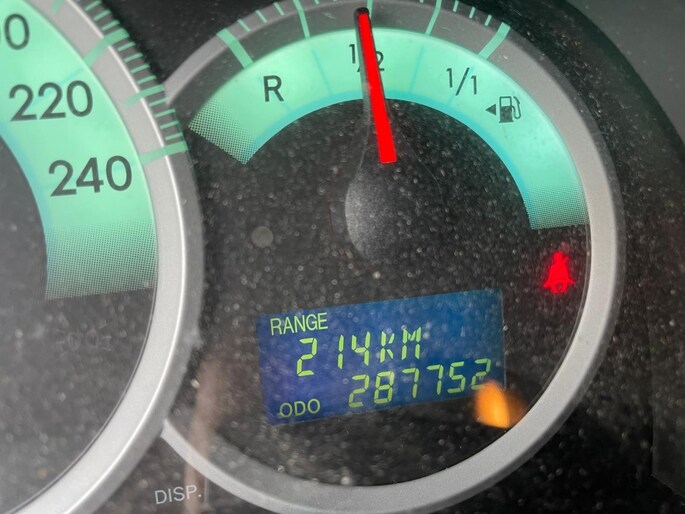 220
240
R
1/2
1/1
RANGE
214KM
ODO 287752
DISP.